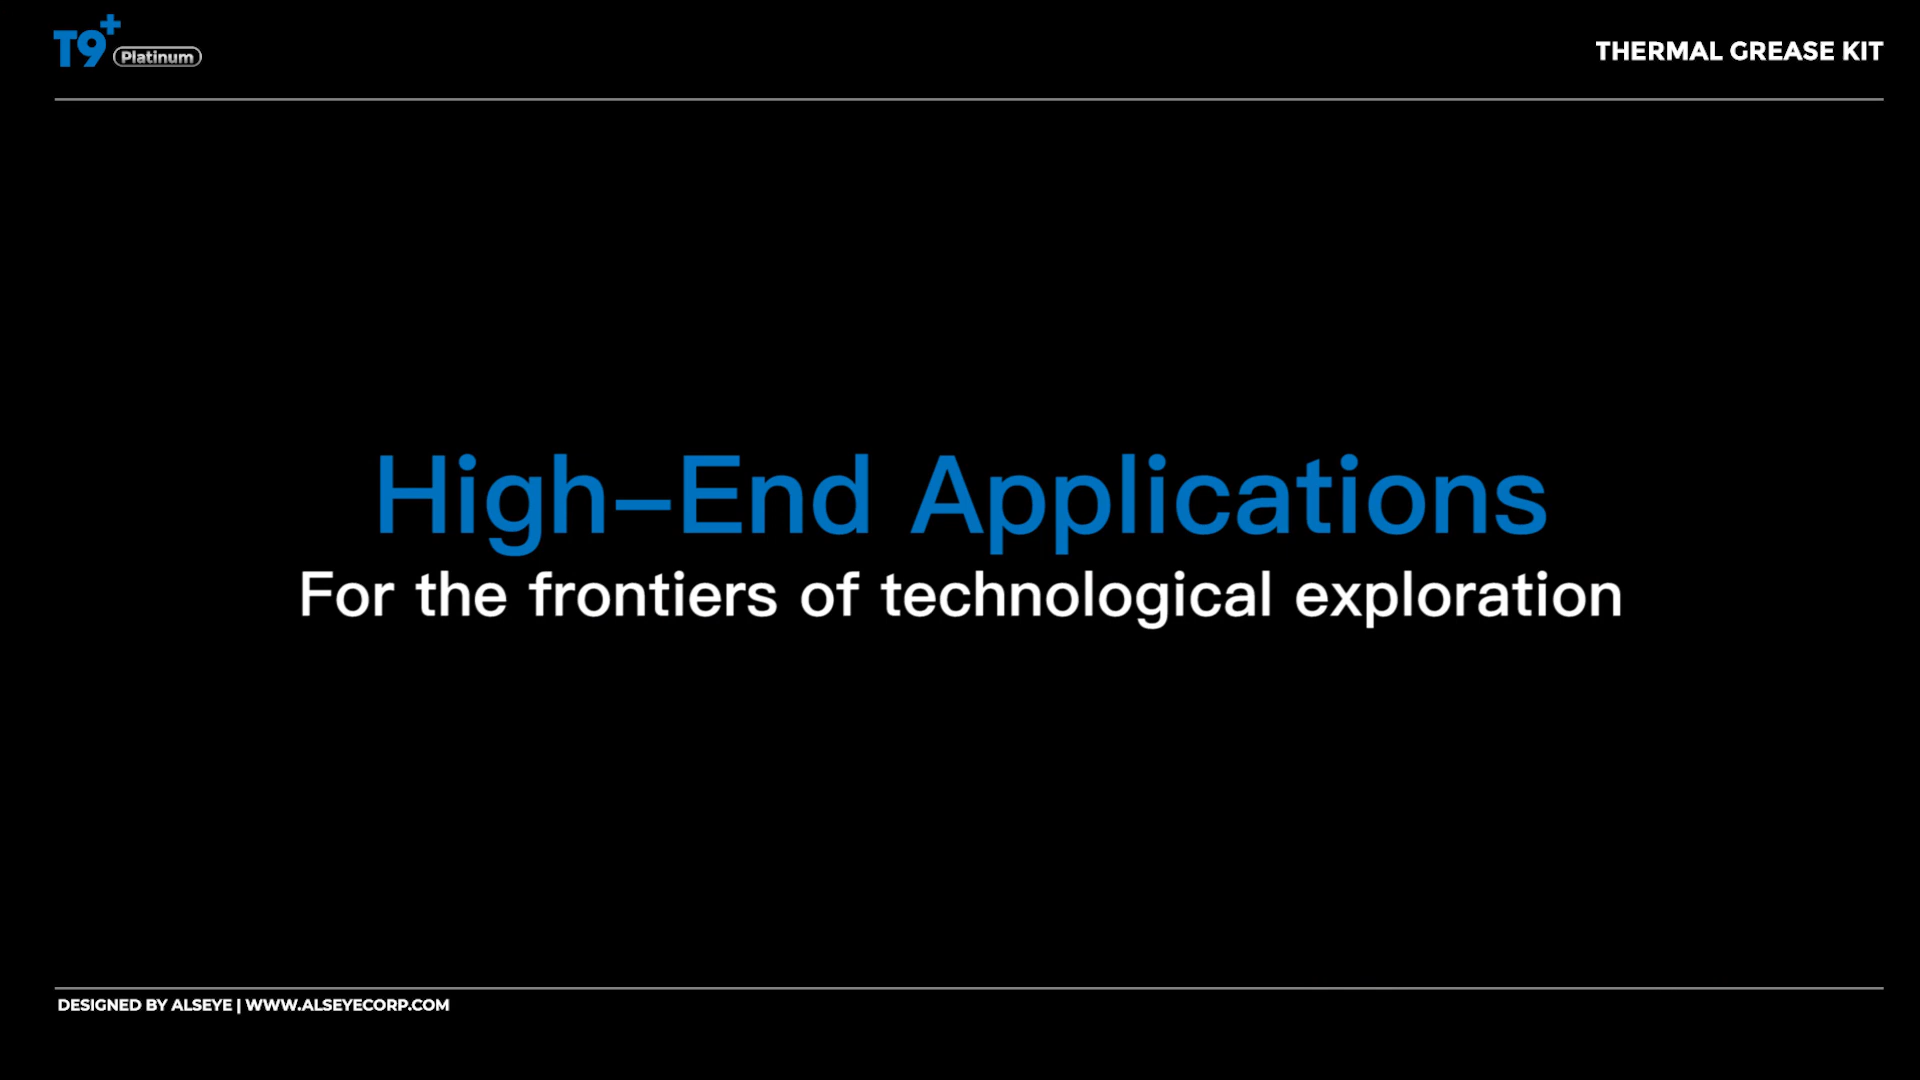 T9+ Platinum
THERMAL GREASE KIT
High-End Applications
For the frontiers of technological exploration
DESIGNED BY ALSEYE | WWW.ALSEYECORP.COM